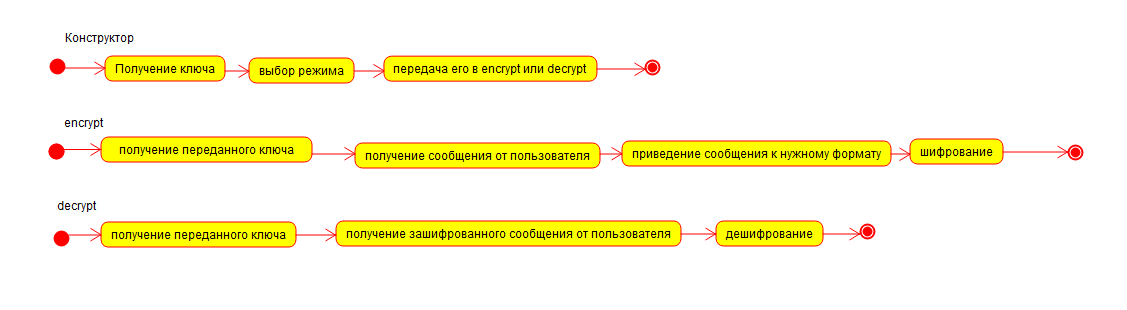 Конструктор
Получение ключа
выбор режима
передача его в encrypt или decrypt
encrypt
получение переданного ключа
получение сообщения от пользователя
приведение сообщения к нужному формату
шифрование
decrypt
получение переданного ключа
получение зашифрованного сообщения от пользователя
дешифрование